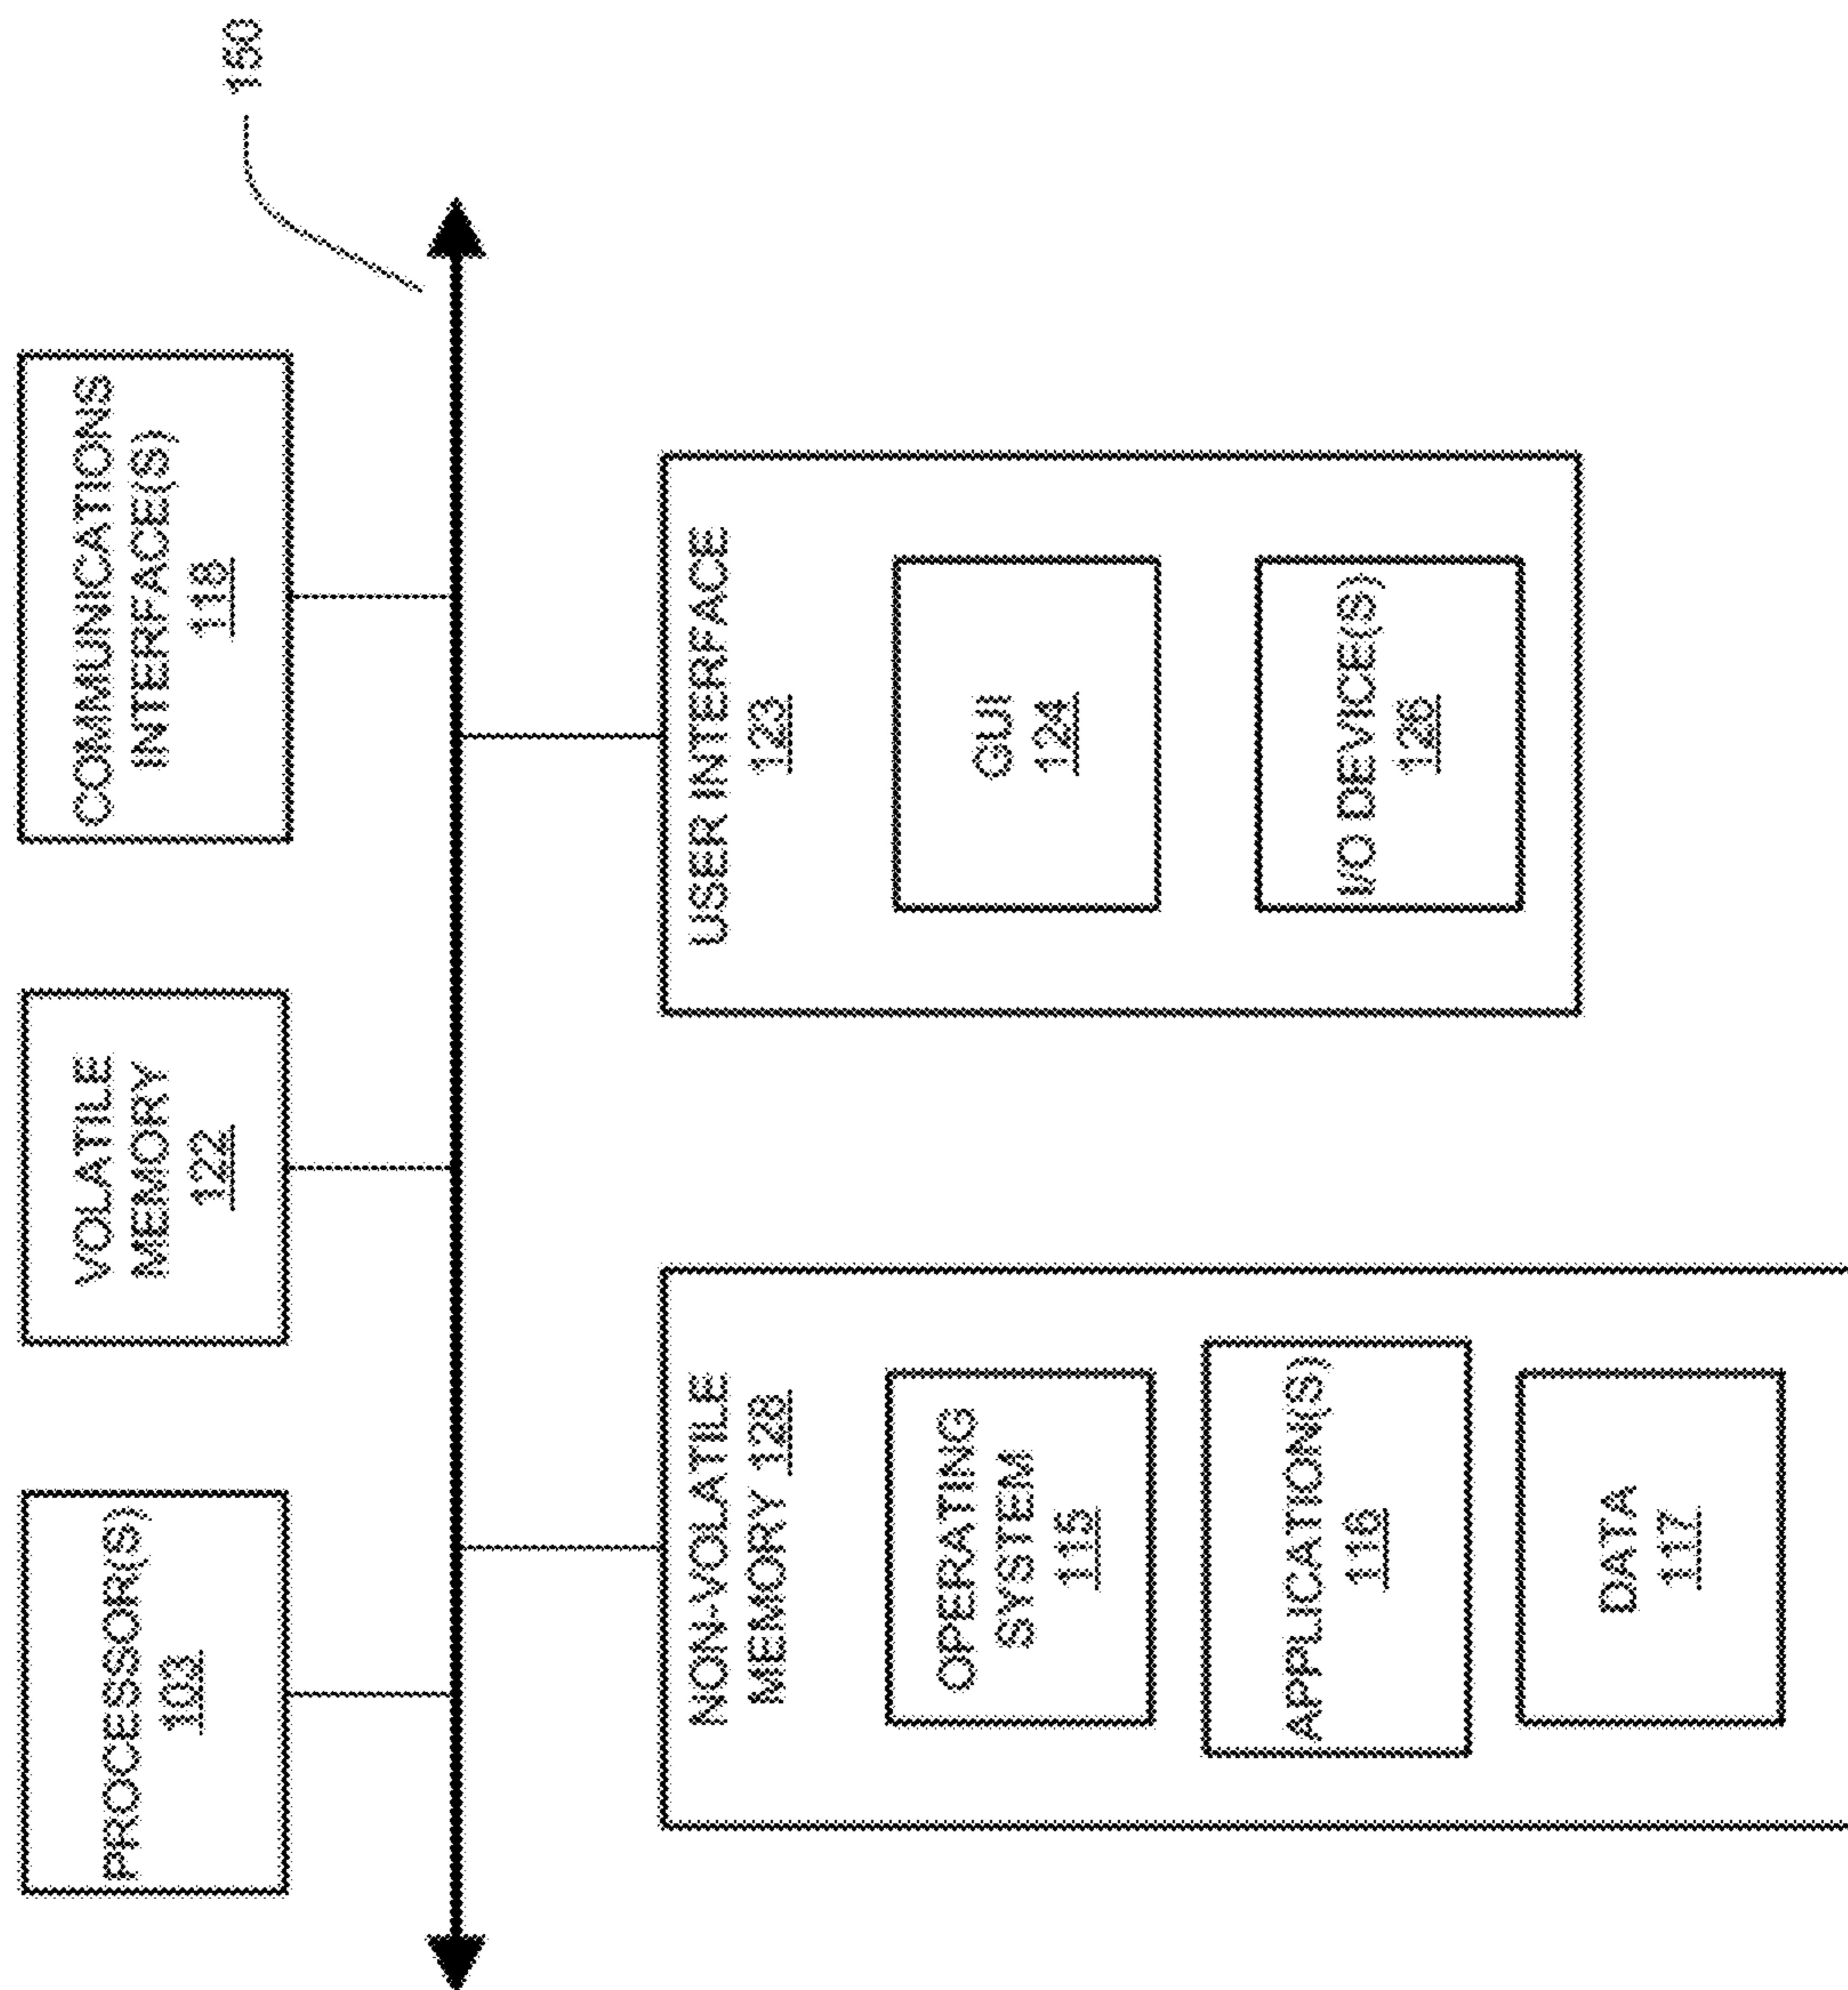 PROCESSOR(S)
103
VOLATILE
MEMORY
122
COMMUNICATIONS
INTERFACE(S)
118
150
NON-VOLATILE
MEMORY 128
OPERATING
SYSTEM
115
APPLICATION(S)
116
DATA
117
USER INTERFACE
123
GUI
124
I/O DEVICE(S)
126